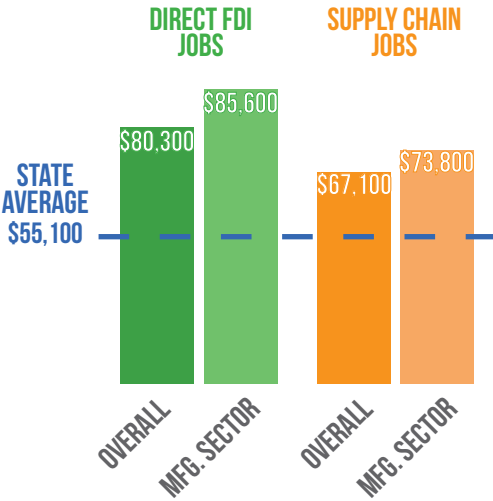 DIRECT FDI
JOBS
SUPPLY CHAIN
JOBS
$80,300
$85,600
$67,100
$73,800
STATE
AVERAGE
$55,100
OVERALL
MFG. SECTOR
OVERALL
MFG. SECTOR